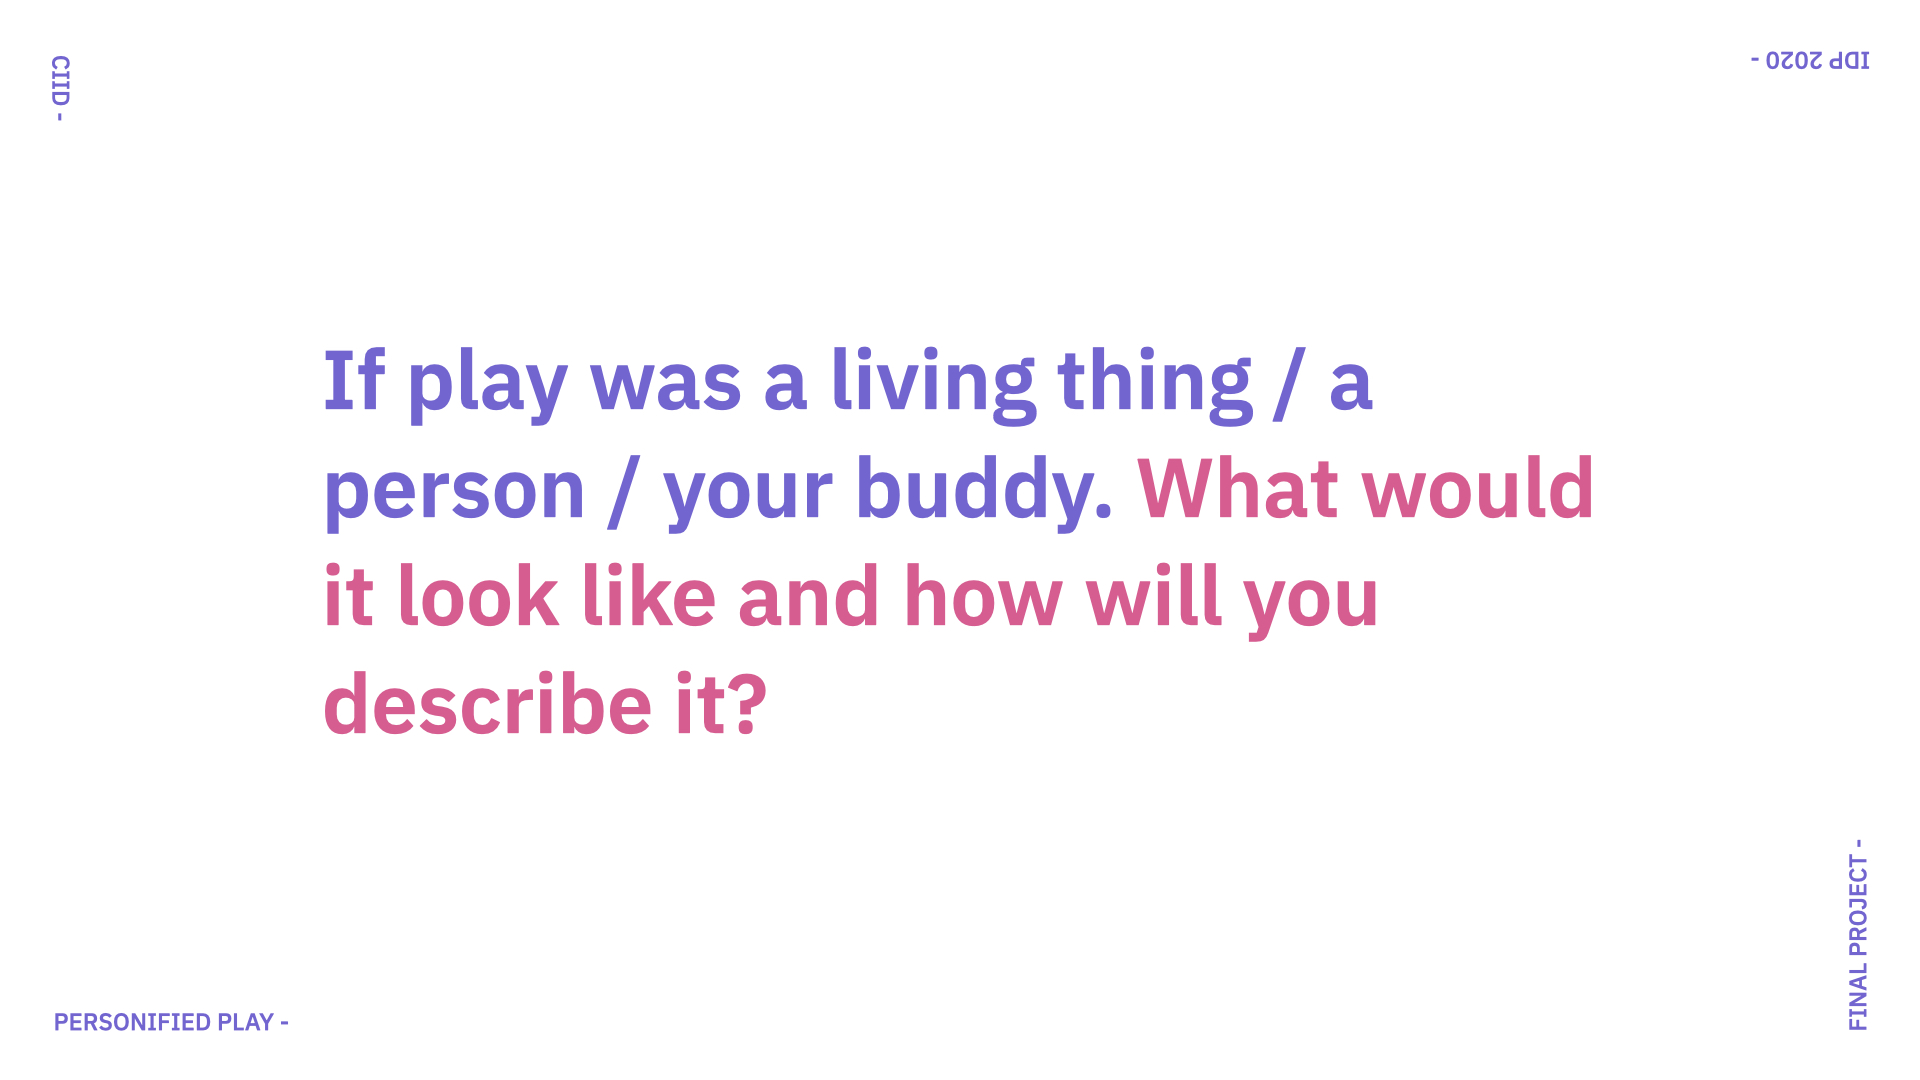 CIID -
IDP 2020 -
If play was a living thing / a
person / your buddy. What would
it look like and how will you
describe it?
FINAL PROJECT -
PERSONIFIED PLAY -